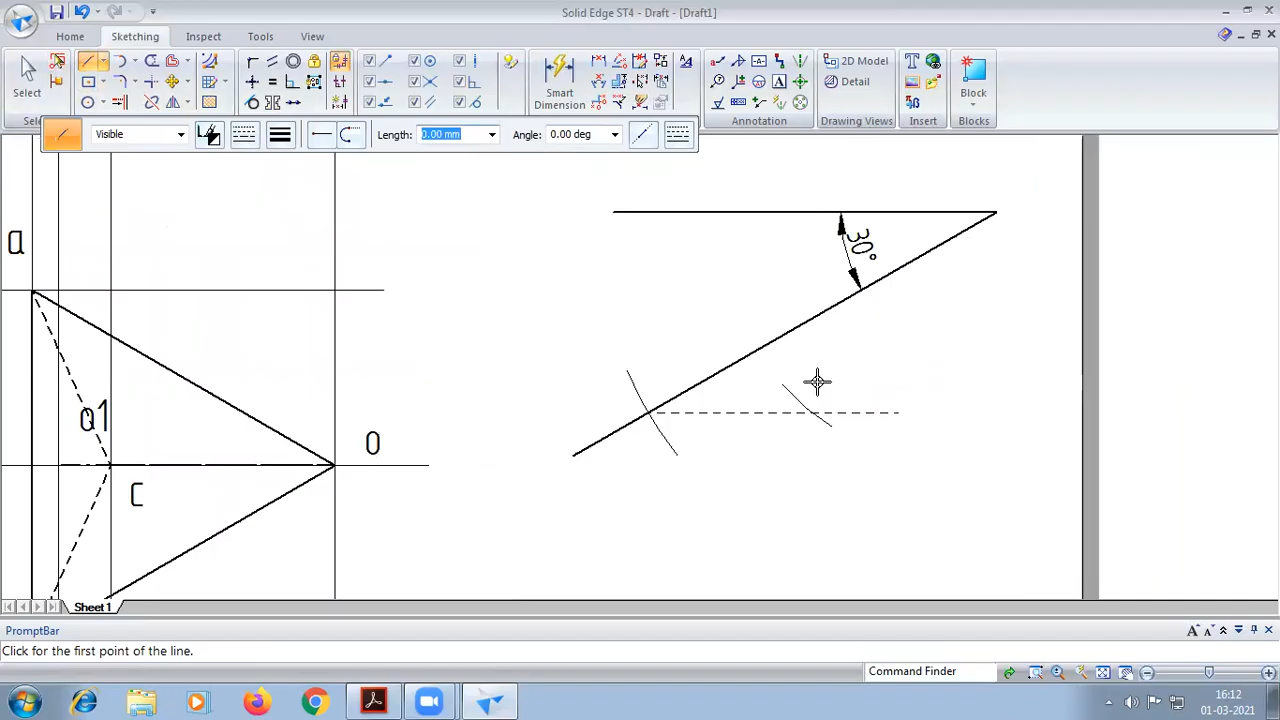 Solid Edge ST4 - Draft - [Draft1]
Home Sketching Inspect Tools View
Select
Smart Dimension
Annotation
2D Model
Detail
Drawing Views
Insert
Block
Blocks
Visible
Length: 0.00 mm
Angle: 0.00 deg
a
30°
a1
0
C
Sheet 1
PromptBar
Click for the first point of the line.
Command Finder
16:12
01-03-2021